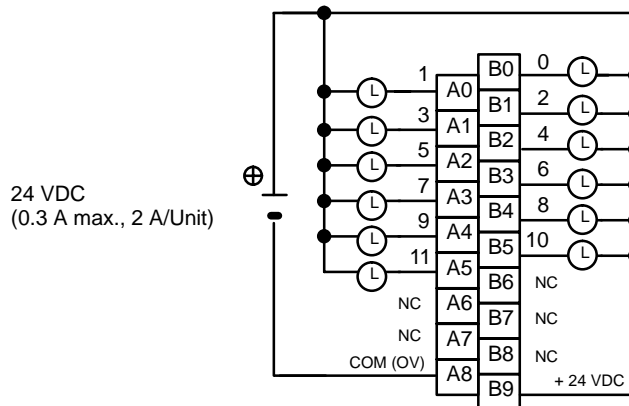 B0 0 L
1 L A0
B1 2 L
3 L A1
B2 4 L
5 L A2
B3 6 L
7 L A3
B4 8 L
9 L A4
B5 10 L
11 L A5
B6 NC
NC A6
B7 NC
NC A7
B8 NC
COM (OV) A8
B9 + 24 VDC
24 VDC
(0.3 A max., 2 A/Unit)